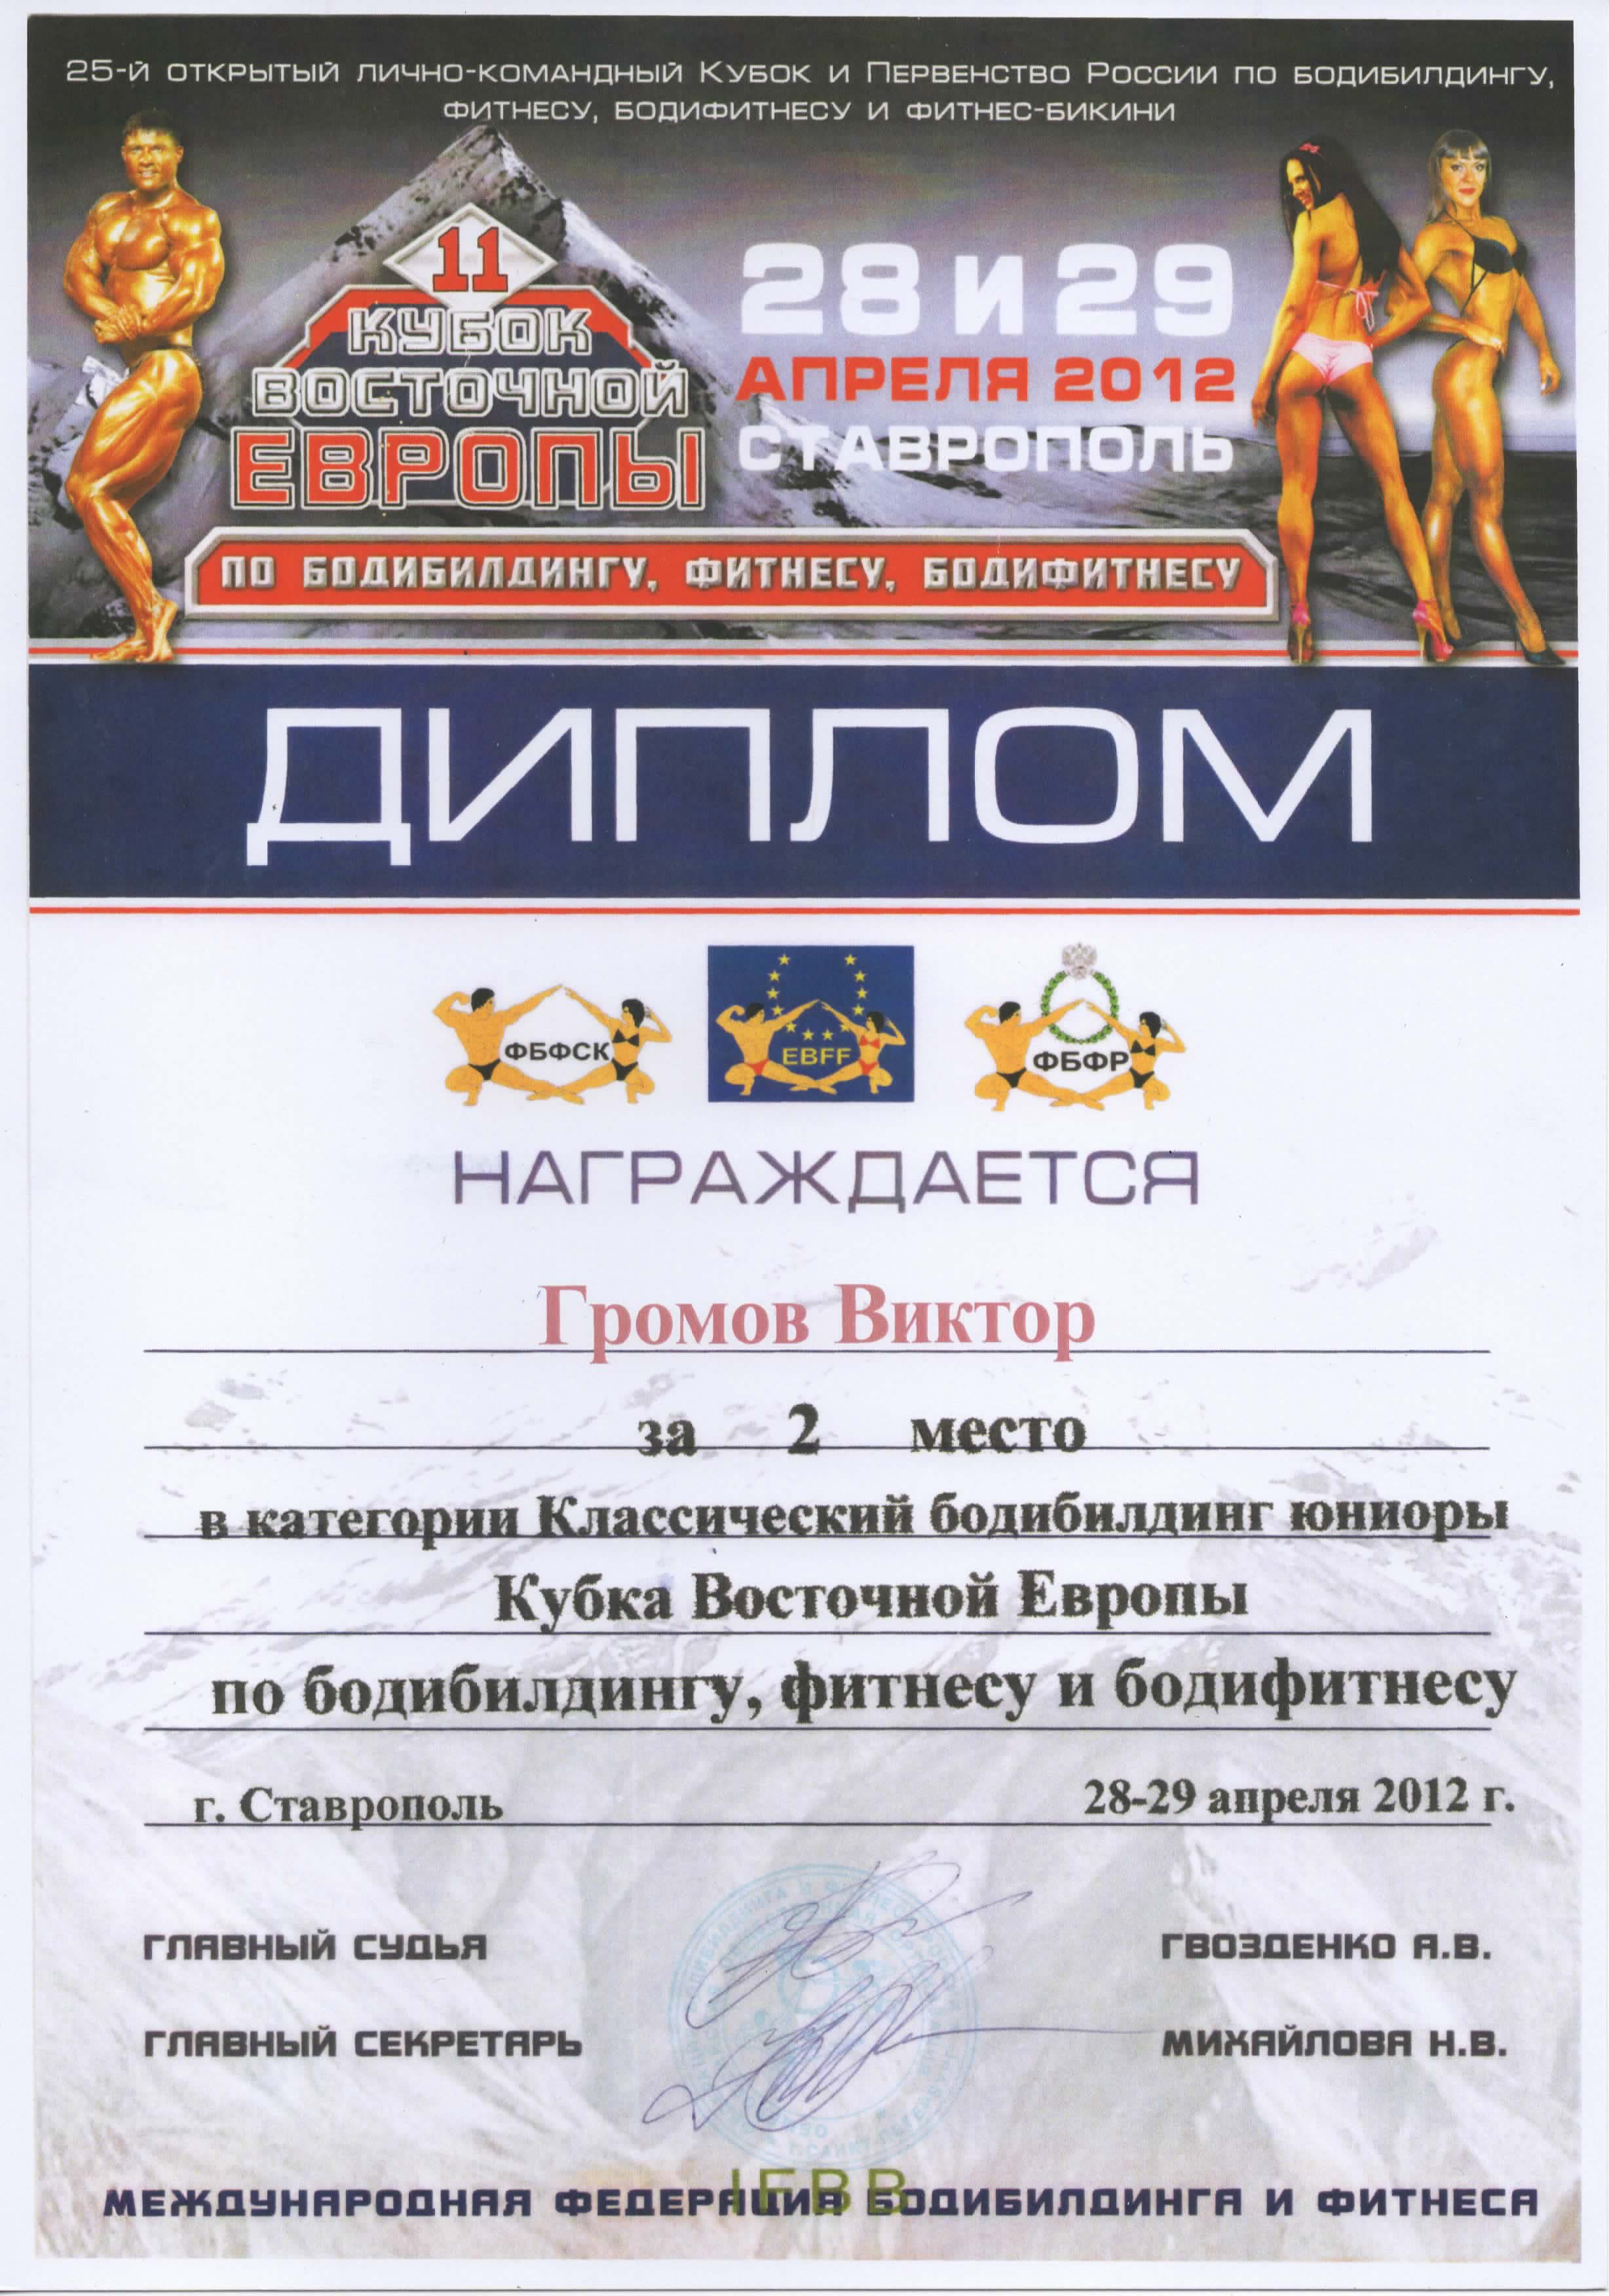 25-й открытый лично-командный Кубок и Первенство России по бодибилдингу,
фитнесу, бодифитнесу и фитнес-бикини
11
КУБОК
ВОСТОЧНОЙ
ЕВРОПЫ
28 и 29
АПРЕЛЯ 2012
СТАВРОПОЛЬ
ПО БОДИБИЛДИНГУ, ФИТНЕСУ, БОДИФИТНЕСУ
ДИПЛОМ
ФБФСК
EBFF
ФБФР
НАГРАЖДАЕТСЯ
Громов Виктор
за 2 место
в категории Классический бодибилдинг юниоры
Кубка Восточной Европы
по бодибилдингу, фитнесу и бодифитнесу
г. Ставрополь
28-29 апреля 2012 г.
ГЛАВНЫЙ СУДЬЯ
ГВОЗДЕНКО А.В.
ГЛАВНЫЙ СЕКРЕТАРЬ
МИХАЙЛОВА Н.В.
IFBB
МЕЖДУНАРОДНАЯ ФЕДЕРАЦИЯ БОДИБИЛДИНГА И ФИТНЕСА